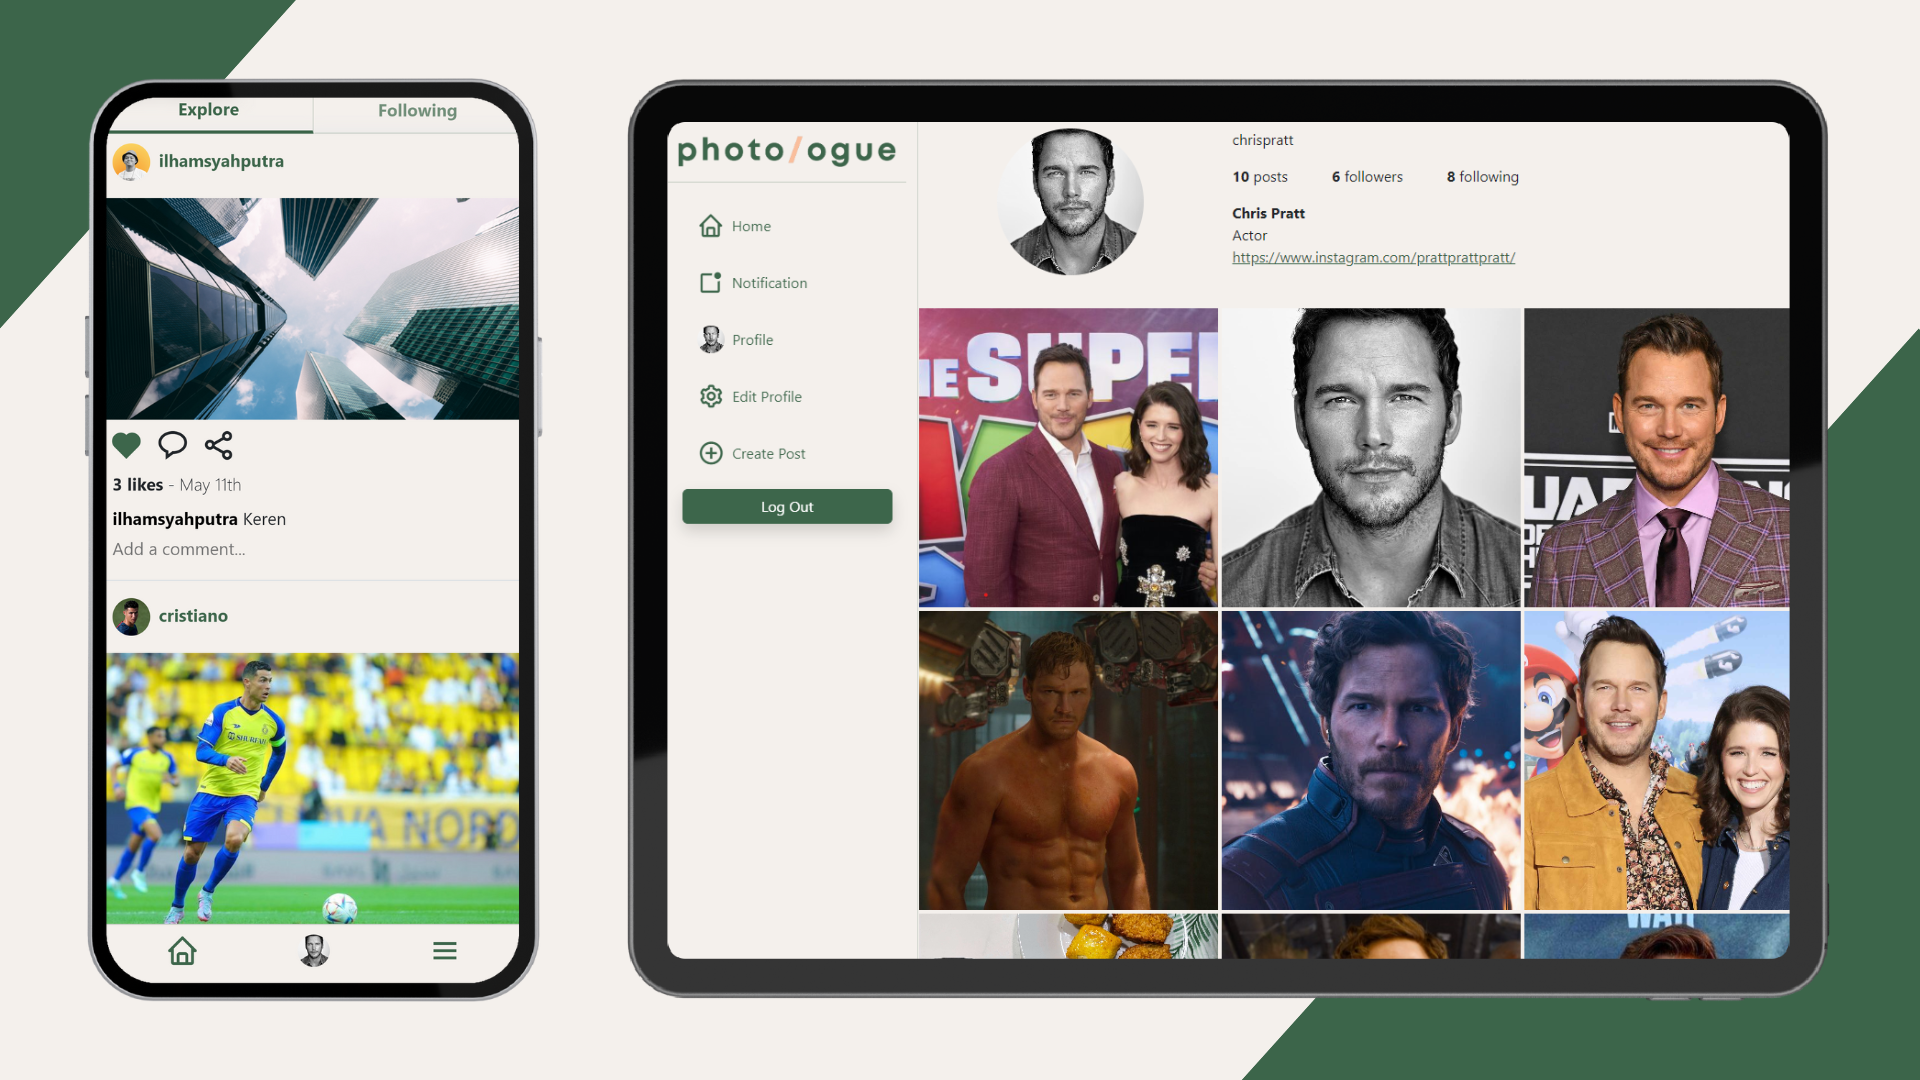 Explore
Following
ilhamsyahputra
3 likes - May 11th
ilhamsyahputra Keren
Add a comment...
cristiano
photo/ogue
Home
Notification
Profile
Edit Profile
Create Post
Log Out
chrispratt
10 posts
6 followers
8 following
Chris Pratt
Actor
https://www.instagram.com/prattprattpratt/
HE SUPER